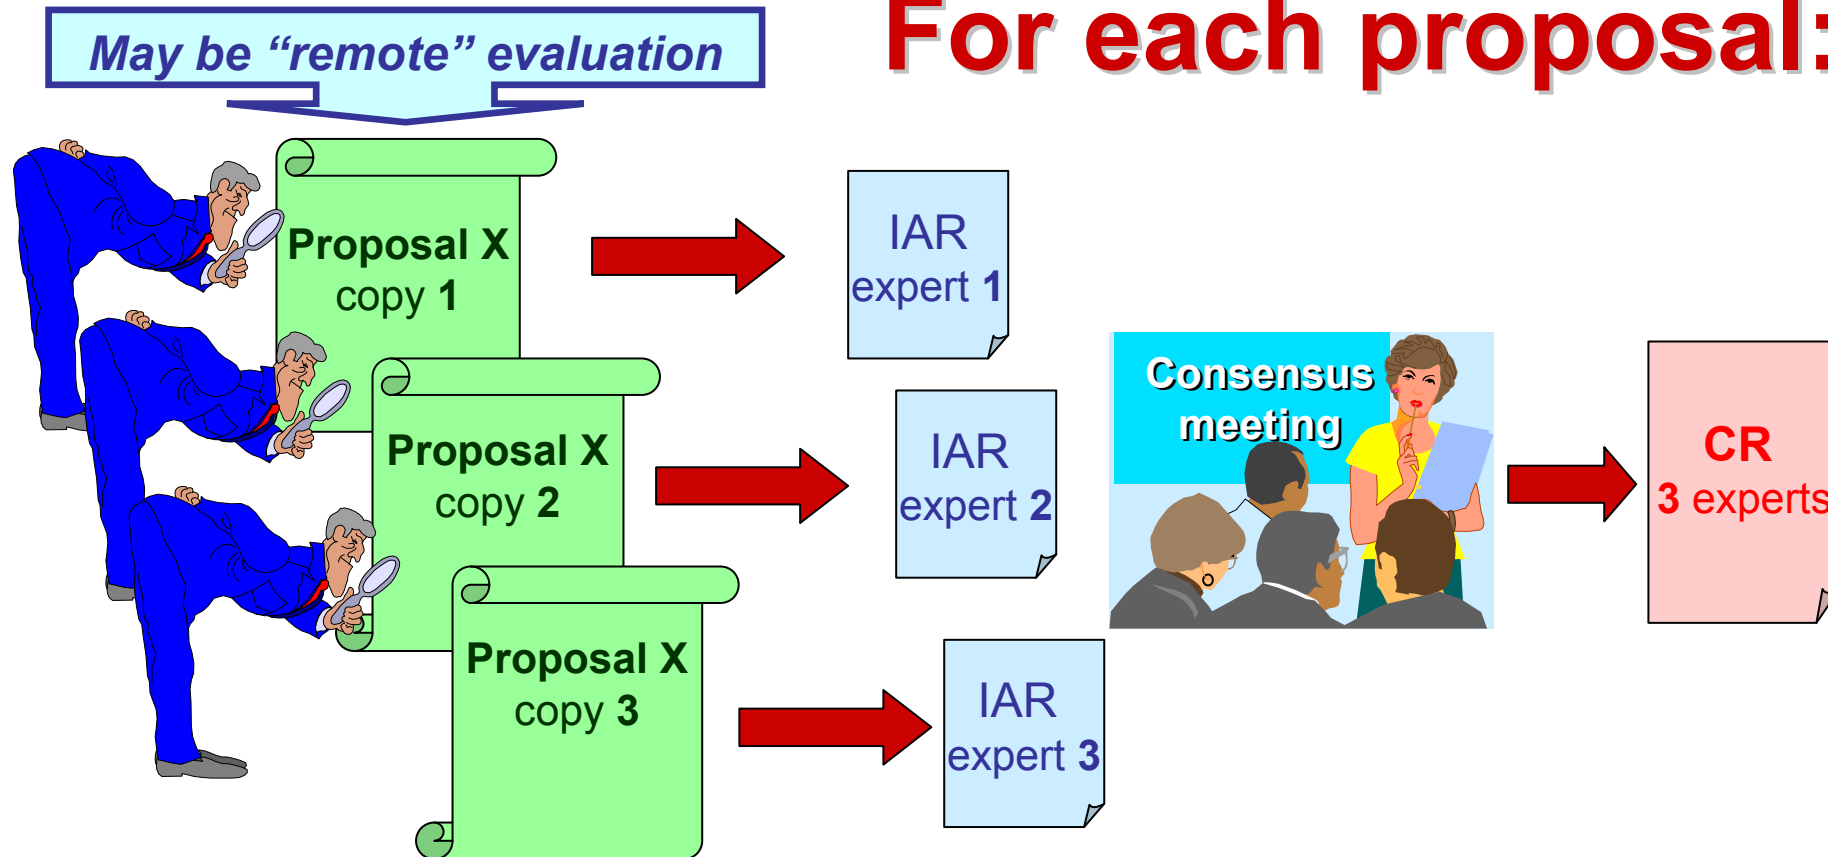 For each proposal:
May be “remote” evaluation
Proposal X
copy 1
IAR
expert 1
Proposal X
copy 2
IAR
expert 2
Proposal X
copy 3
IAR
expert 3
Consensus
meeting
CR
3 experts